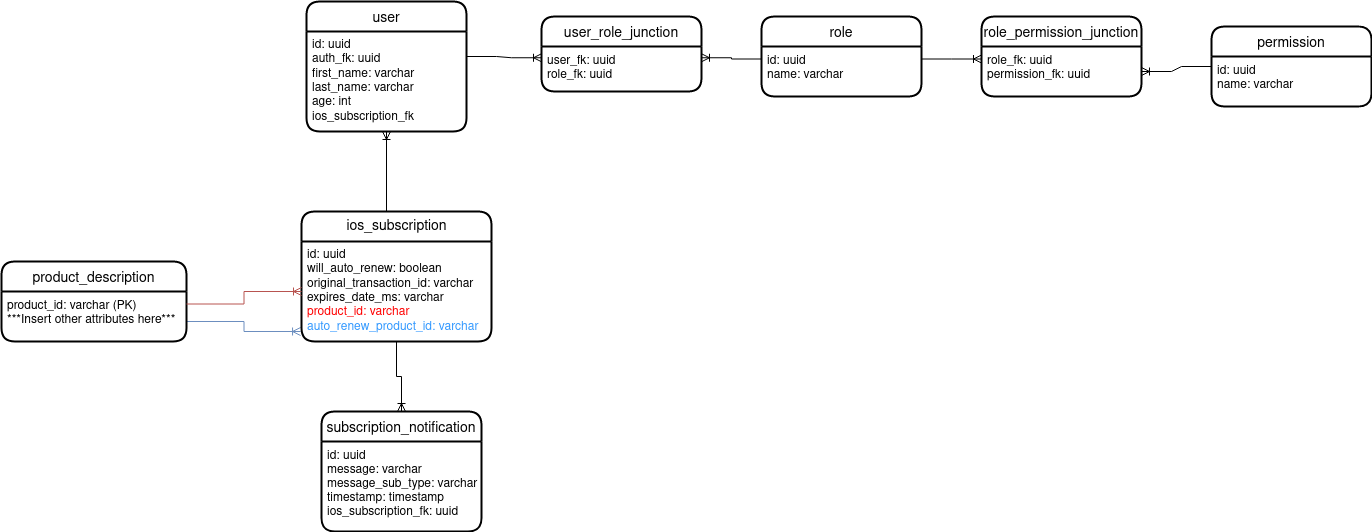 user
id: uuid
auth_fk: uuid
first_name: varchar
last_name: varchar
age: int
ios_subscription_fk
user_role_junction
user_fk: uuid
role_fk: uuid
role
id: uuid
name: varchar
role_permission_junction
role_fk: uuid
permission_fk: uuid
permission
id: uuid
name: varchar
product_description
product_id: varchar (PK)
***Insert other attributes here***
ios_subscription
id: uuid
will_auto_renew: boolean
original_transaction_id: varchar
expires_date_ms: varchar
product_id: varchar
auto_renew_product_id: varchar
subscription_notification
id: uuid
message: varchar
message_sub_type: varchar
timestamp: timestamp
ios_subscription_fk: uuid